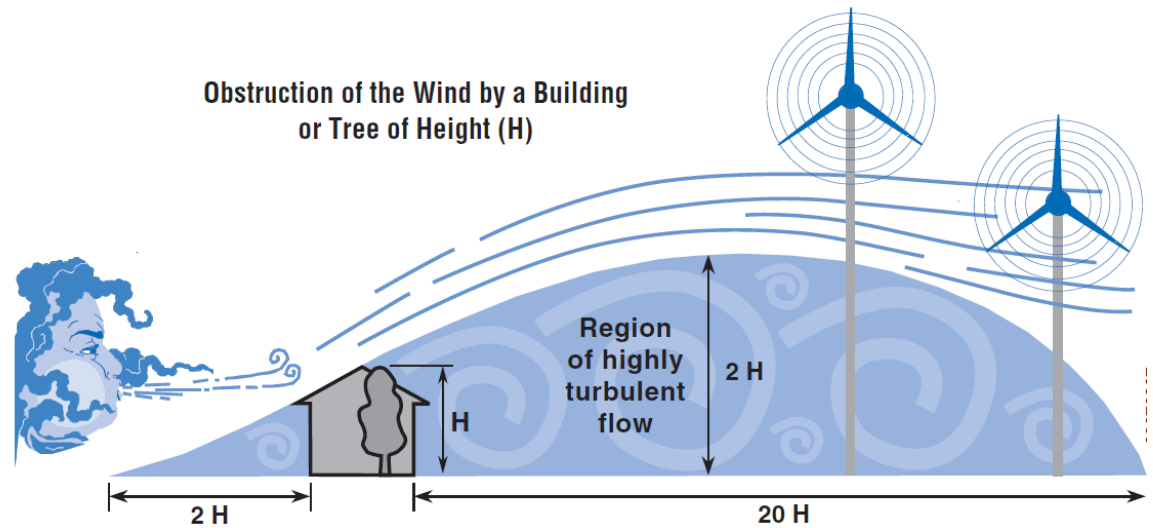 Obstruction of the Wind by a Building
or Tree of Height (H)
Region
of highly
turbulent
flow
2 H
H
2 H
20 H